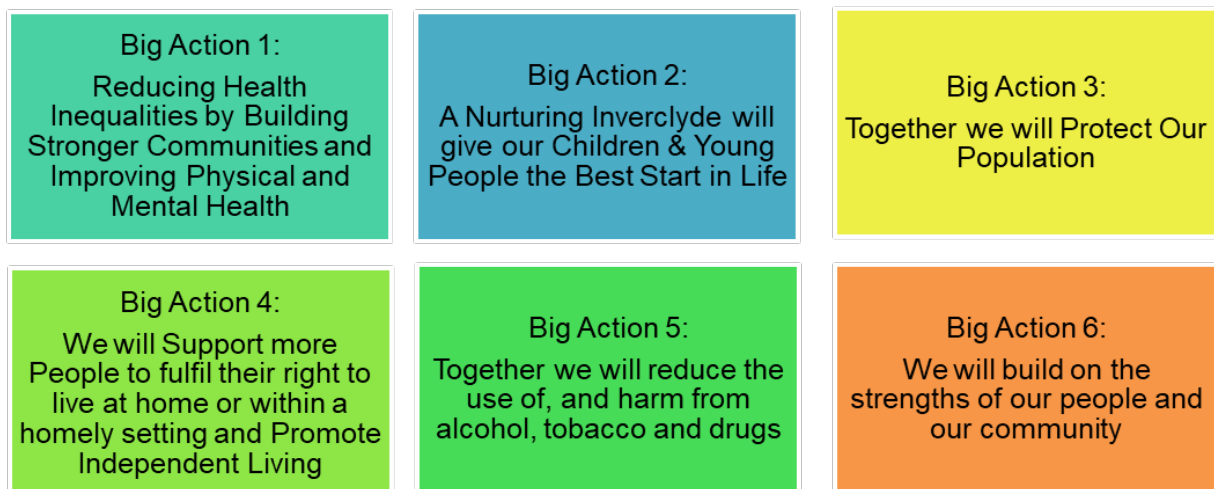 Big Action 1:
Reducing Health
Inequalities by Building
Stronger Communities and
Improving Physical and
Mental Health
Big Action 2:
A Nurturing Inverclyde will
give our Children & Young
People the Best Start in Life
Big Action 3:
Together we will Protect Our
Population
Big Action 4:
We will Support more
People to fulfil their right to
live at home or within a
homely setting and Promote
Independent Living
Big Action 5:
Together we will reduce the
use of, and harm from
alcohol, tobacco and drugs
Big Action 6:
We will build on the
strengths of our people and
our community